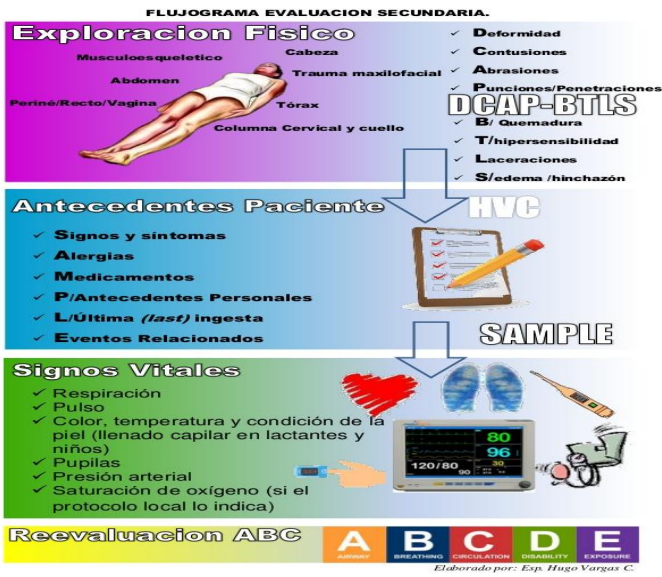 FLUJOGRAMA EVALUACION SECUNDARIA.
Exploracion Fisico
Musculoesqueletico
Cabeza
Abdomen
Trauma maxilofacial
Periné/Recto/Vagina
Tórax
Columna Cervical y cuello
✓ Deformidad
✓ Contusiones
✓ Abrasiones
✓ Punciones/Penetraciones
DCAP-BTLS
✓ B/ Quemadura
✓ T/hipersensibilidad
✓ Laceraciones
✓ S/edema /hinchazón
Antecedentes Paciente
HVC
✓ Signos y síntomas
✓ Alergias
✓ Medicamentos
✓ P/Antecedentes Personales
✓ L/Última (last) ingesta
✓ Eventos Relacionados
SAMPLE
Signos Vitales
✓ Respiración
✓ Pulso
✓ Color, temperatura y condición de la
piel (llenado capilar en lactantes y
niños)
✓ Pupilas
✓ Presión arterial
✓ Saturación de oxígeno (si el
protocolo local lo indica)
80
96
120/80
90
30
Reevaluacion ABC
A B C D E
AIRWAY BREATHING CIRCULATION DISABILITY EXPOSURE
Elaborado por: Esp. Hugo Vargas C.